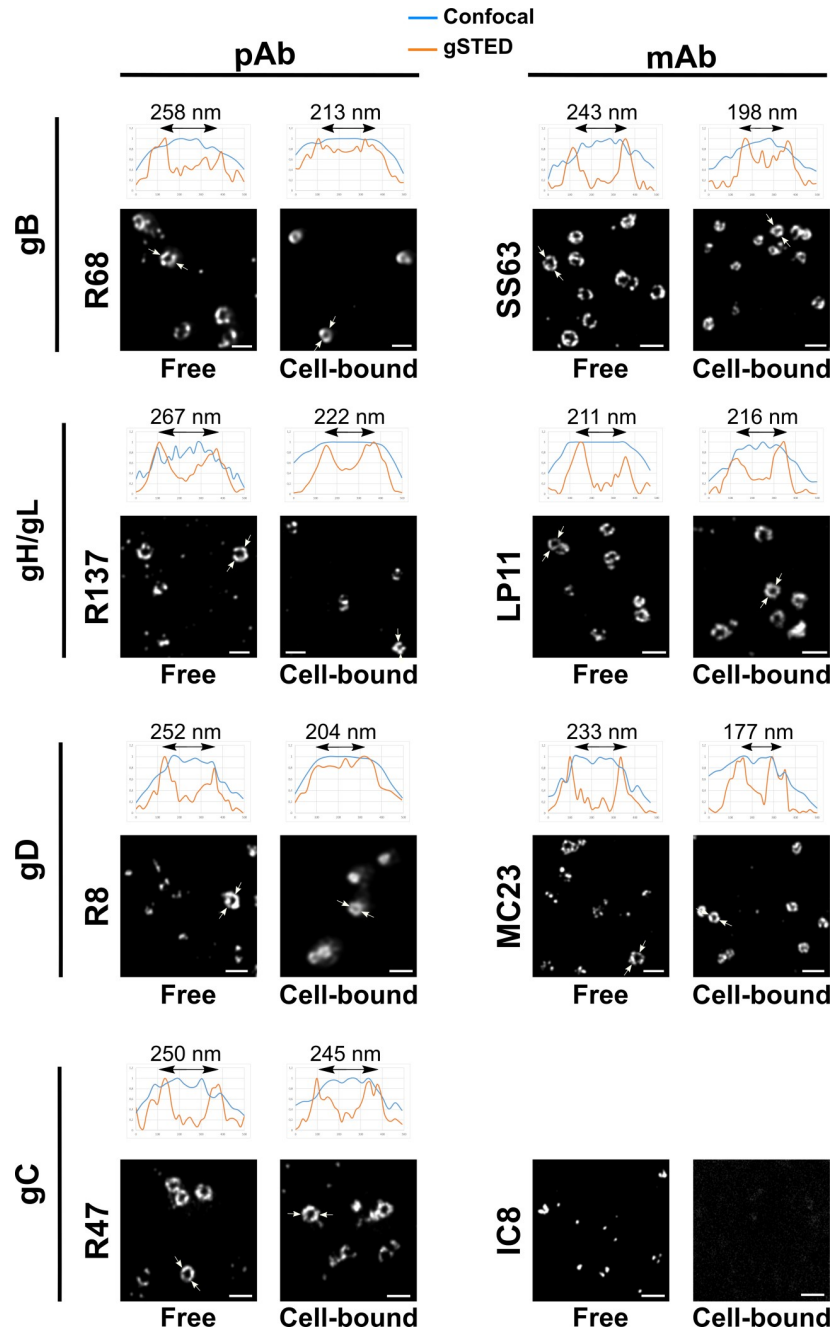 Confocal
gSTED
pAb
mAb
gB
258 nm
213 nm
243 nm
198 nm
R68
SS63
Free
Cell-bound
Free
Cell-bound
gH/gL
267 nm
222 nm
211 nm
216 nm
R137
LP11
Free
Cell-bound
Free
Cell-bound
gD
252 nm
204 nm
233 nm
177 nm
R8
MC23
Free
Cell-bound
Free
Cell-bound
gC
250 nm
245 nm
R47
IC8
Free
Cell-bound
Free
Cell-bound